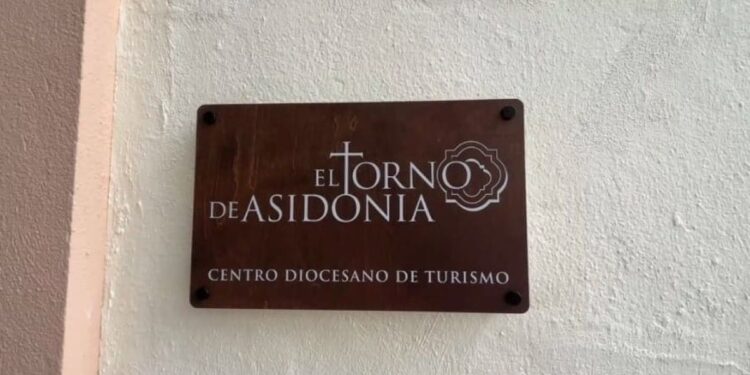 EL TORNO
DE ASIDONIA
CENTRO DIOCESANO DE TURISMO